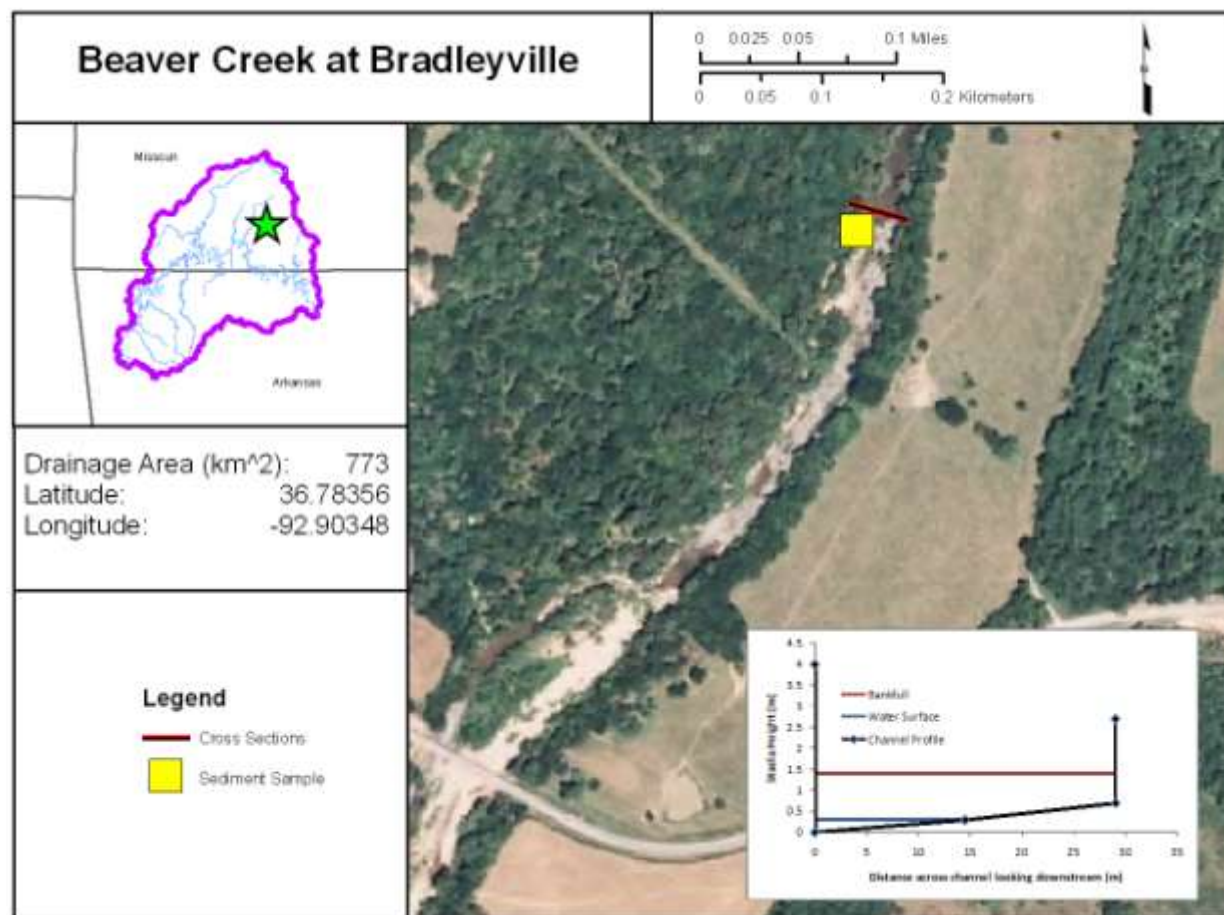 Beaver Creek at Bradleyville
0 0.025 0.05 0.1 Miles
0 0.05 0.1 0.2 Kilometers
Missouri
Arkansas
Drainage Area (km^2): 773
Latitude: 36.78356
Longitude: -92.90348
Legend
Cross Sections
Sediment Sample
4.5
4
3.5
3
2.5
2
1.5
1
0.5
0
Bankfull
Water Surface
Channel Profile
Height (m)
0 5 10 15 20 25 30 35
Distance across channel looking downstream (m)